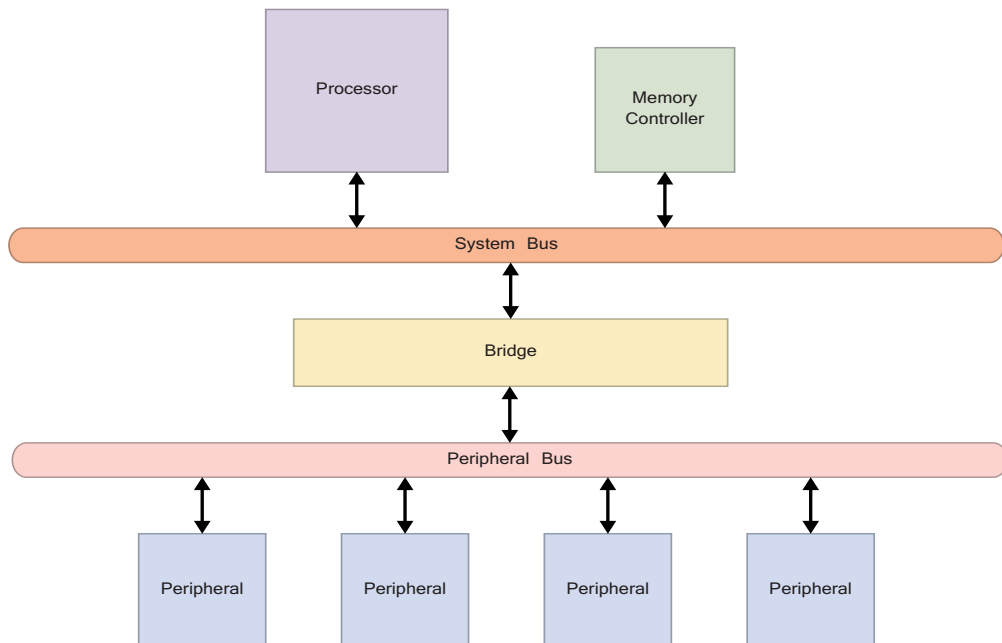 Processor
Memory
Controller
System Bus
Bridge
Peripheral Bus
Peripheral
Peripheral
Peripheral
Peripheral